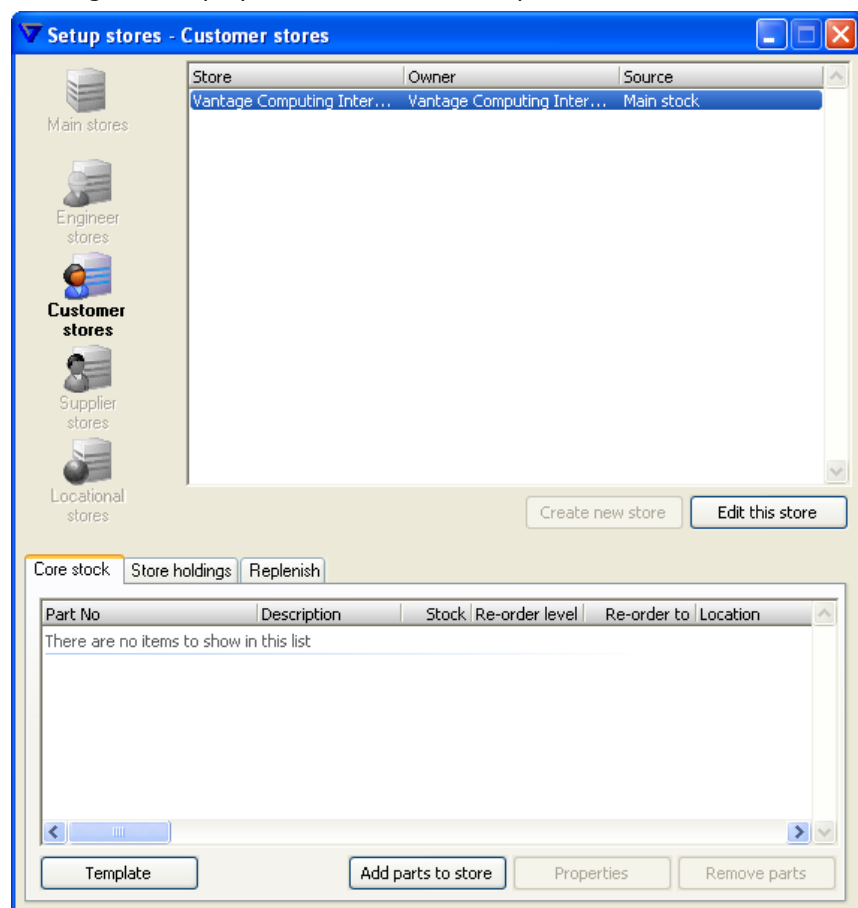 Setup stores - Customer stores
Main stores
Engineer
stores
Customer
stores
Supplier
stores
Locational
stores
Store Owner Source
Vantage Computing Inter... Vantage Computing Inter... Main stock
Create new store Edit this store
Core stock Store holdings Replenish
Part No Description Stock Re-order level Re-order to Location
There are no items to show in this list
Template Add parts to store Properties Remove parts